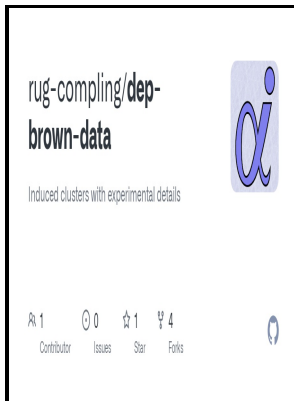 rug-compling/dep-
brown-data
Induced clusters with experimental details
1 0 1 4
Contributor Issues Star Forks